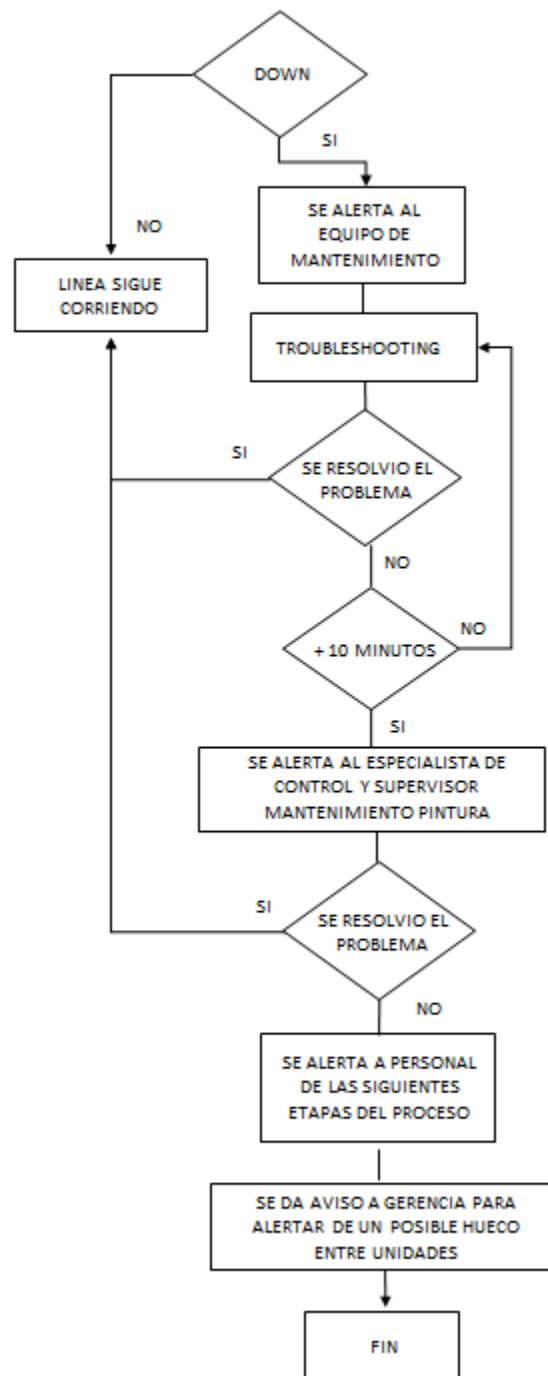 DOWN
SI
NO
SE ALERTA AL
EQUIPO DE
MANTENIMIENTO
LINEA SIGUE
CORRIENDO
TROUBLESHOOTING
SI
SE RESOLVIO EL
PROBLEMA
NO
+ 10 MINUTOS
NO
SI
SE ALERTA AL ESPECIALISTA DE
CONTROL Y SUPERVISOR
MANTENIMIENTO PINTURA
SI
SE RESOLVIO EL
PROBLEMA
NO
SE ALERTA A PERSONAL
DE LAS SIGUIENTES
ETAPAS DEL PROCESO
SE DA AVISO A GERENCIA PARA
ALERTAR DE UN POSIBLE HUECO
ENTRE UNIDADES
FIN